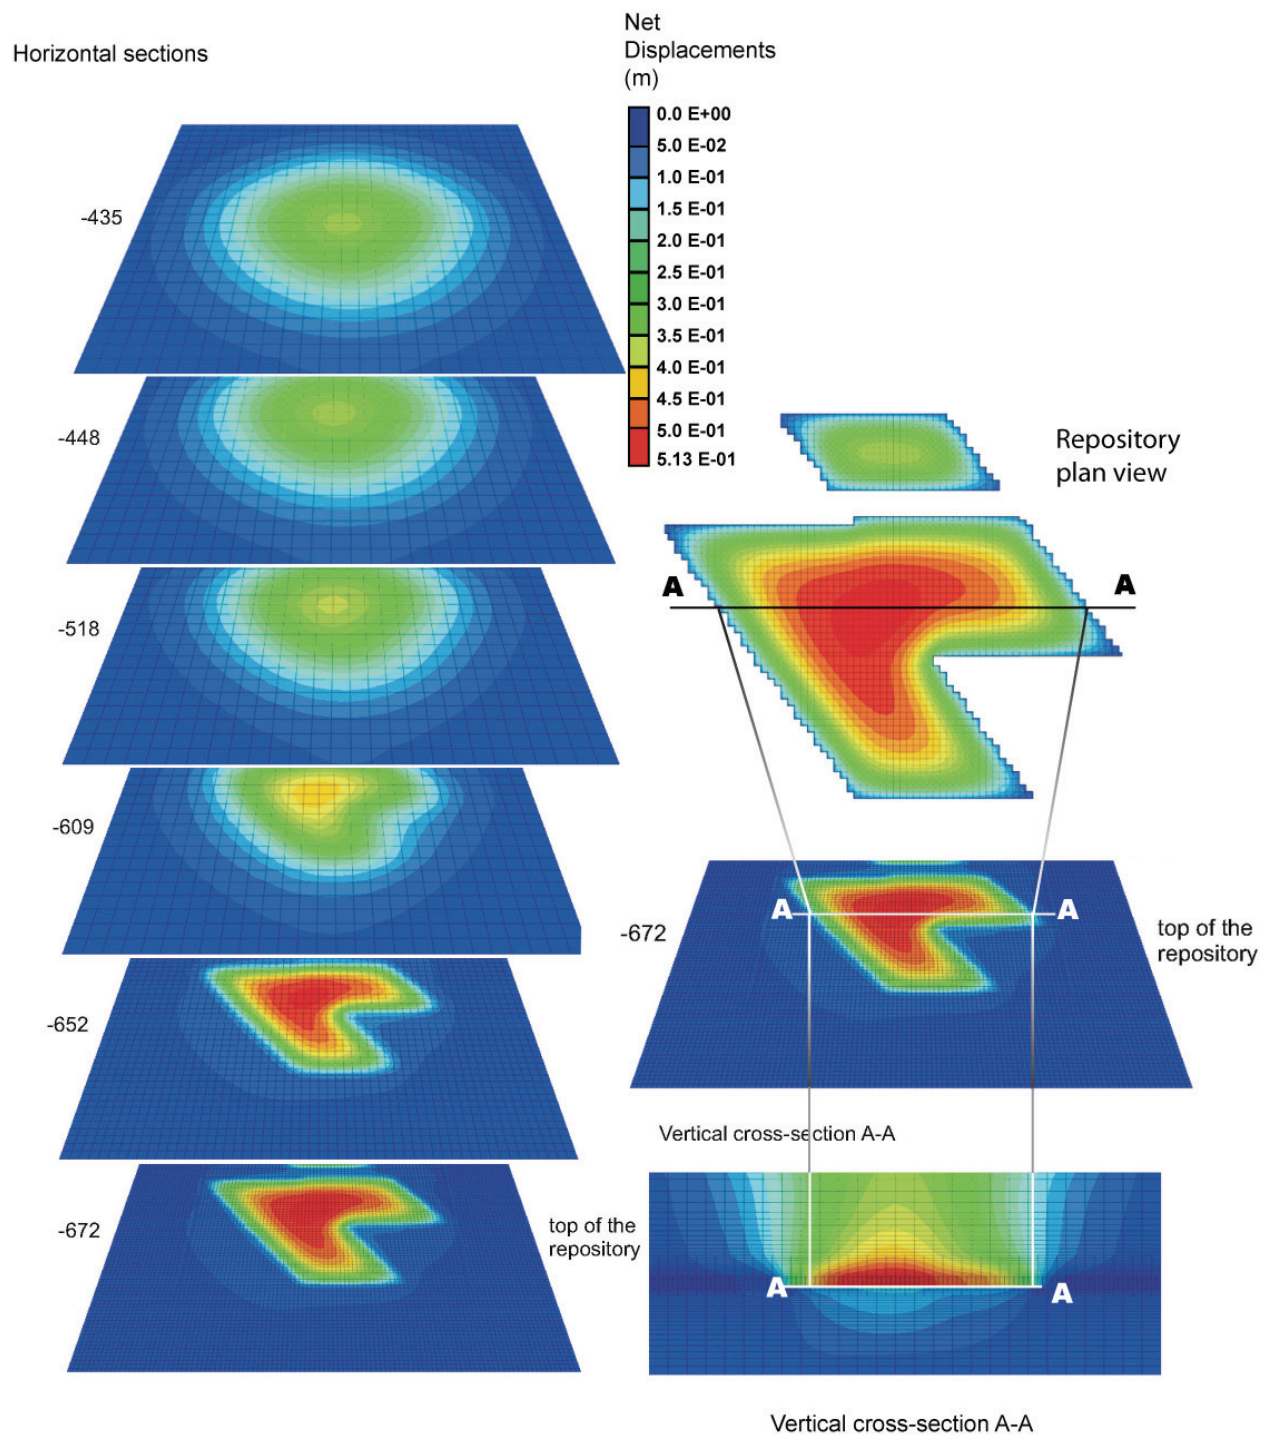 Horizontal sections
Net
Displacements
(m)
0.0 E+00
5.0 E-02
1.0 E-01
1.5 E-01
2.0 E-01
2.5 E-01
3.0 E-01
3.5 E-01
4.0 E-01
4.5 E-01
5.0 E-01
5.13 E-01
-435
-448
-518
-609
-652
-672
top of the
repository
Repository
plan view
A
A
A
A
-672
top of the
repository
Vertical cross-section A-A
A
A
Vertical cross-section A-A